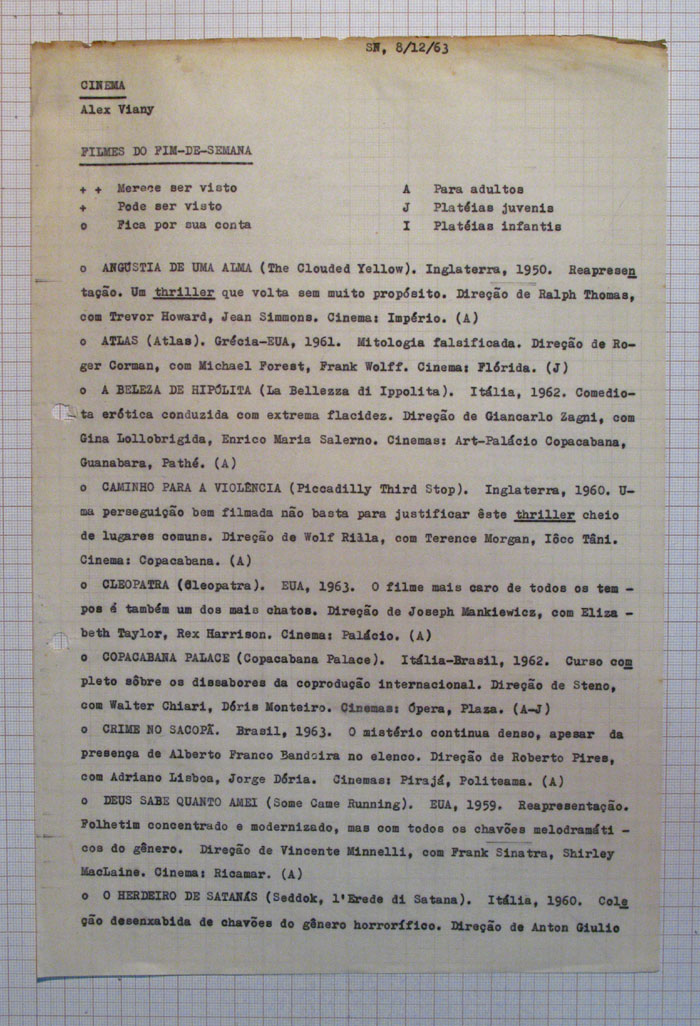 SN, 8/12/63
CINEMA
Alex Viany
FILMES DO FIM-DE-SEMANA
+ + Merece ser visto A Para adultos
+ Pode ser visto J Platéias juvenis
o Fica por sua conta I Platéias infantis
o ANGÚSTIA DE UMA ALMA (The Clouded Yellow). Inglaterra, 1950. Reapresen
tação. Um thriller que volta sem muito propósito. Direção de Ralph Thomas,
com Trevor Howard, Jean Simmons. Cinema: Império. (A)
o ATLAS (Atlas). Grécia-EUA, 1961. Mitologia falsificada. Direção de Ro-
ger Corman, com Michael Forest, Frank Wolff. Cinema: Flórida. (J)
o A BELEZA DE HIPÓLITA (La Bellezza di Ippolita). Itália, 1962. Comedio-
ta erótica conduzida com extrema flacidez. Direção de Giancarlo Zagni, com
Gina Lollobrigida, Enrico Maria Salerno. Cinemas: Art-Palácio Copacabana,
Guanabara, Pathé. (A)
o CAMINHO PARA A VIOLÊNCIA (Piccadilly Third Stop). Inglaterra, 1960. U-
ma perseguição bem filmada não basta para justificar êste thriller cheio
de lugares comuns. Direção de Wolf Rilla, com Terence Morgan, Iôco Tâni.
Cinema: Copacabana. (A)
o CLEOPATRA (Cleopatra). EUA, 1963. O filme mais caro de todos os tem -
pos é também um dos mais chatos. Direção de Joseph Mankiewicz, com Eliza -
beth Taylor, Rex Harrison. Cinema: Palácio. (A)
o COPACABANA PALACE (Copacabana Palace). Itália-Brasil, 1962. Curso com
pleto sôbre os dissabores da coprodução internacional. Direção de Steno,
com Walter Chiari, Dóris Monteiro. Cinemas: Ópera, Plaza. (A-J)
o CRIME NO SACOPÃ. Brasil, 1963. O mistério continua denso, apesar da
presença de Alberto Franco Bandeira no elenco. Direção de Roberto Pires,
com Adriano Lisboa, Jorge Dória. Cinemas: Pirajá, Politeama. (A)
o DEUS SABE QUANTO AMEI (Some Came Running). EUA, 1959. Reapresentação.
Folhetim concentrado e modernizado, mas com todos os chavões melodramáti -
cos do gênero. Direção de Vincente Minnelli, com Frank Sinatra, Shirley
MacLaine. Cinema: Ricamar. (A)
o O HERDEIRO DE SATANÁS (Seddok, l'Erede di Satana). Itália, 1960. Cole
ção desenxabida de chavões do gênero horrorífico. Direção de Anton Giulio